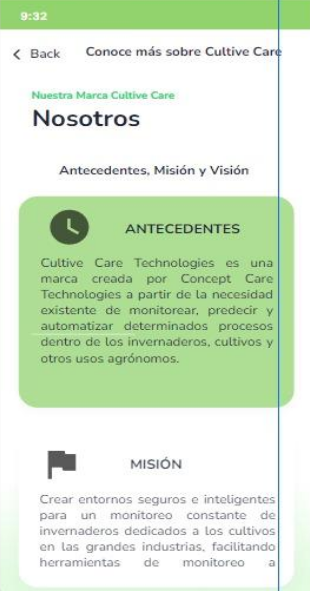 9:32
Back Conoce más sobre Cultive Care
Nuestra Marca Cultive Care
Nosotros
Antecedentes, Misión y Visión
ANTECEDENTES
Cultive Care Technologies es una
marca creada por Concept Care
Technologies a partir de la necesidad
existente de monitorear, predecir y
automatizar determinados procesos
dentro de los invernaderos, cultivos y
otros usos agrónomos.
MISIÓN
Crear entornos seguros e inteligentes
para un monitoreo constante de
invernaderos dedicados a los cultivos
en las grandes industrias, facilitando
herramientas de monitoreo a